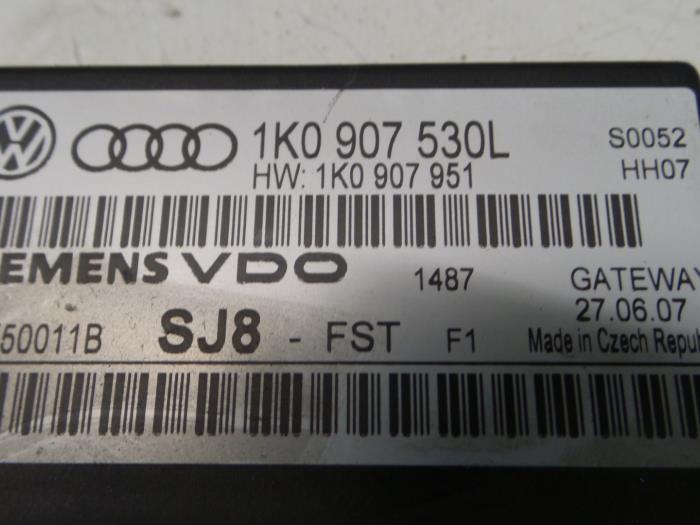 1K0 907 530L S0052
HW: 1K0 907 951 HH07
EMENS VDO 1487 GATEWAY
27.06.07
50011B SJ8 - FST F1 Made in Czech Repu